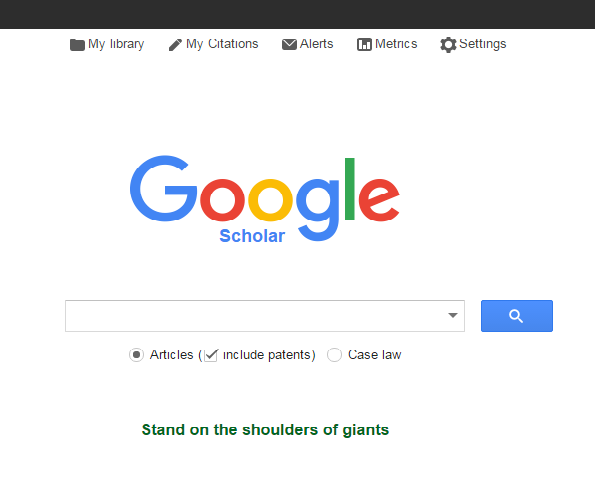 My library My Citations Alerts Metrics Settings
Google
Scholar
Articles (include patents) Case law
Stand on the shoulders of giants